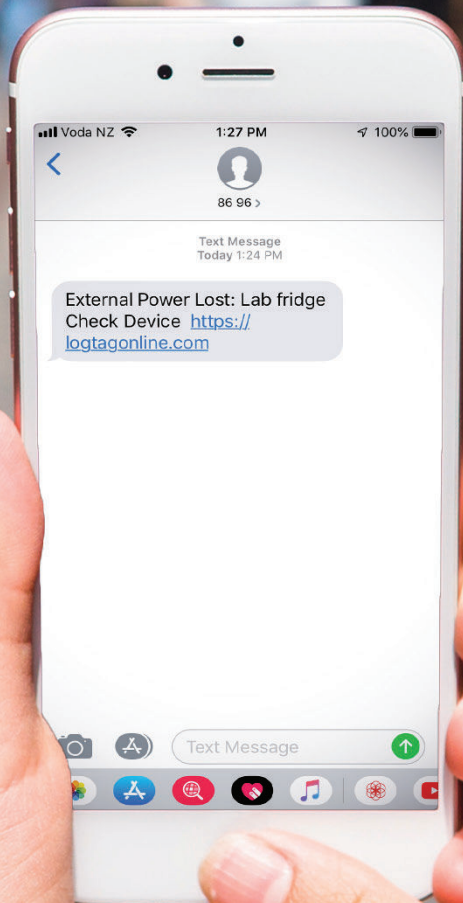 Voda NZ 1:27 PM 100%
86 96 >
Text Message
Today 1:24 PM
External Power Lost: Lab fridge
Check Device https://
logtagonline.com
Text Message